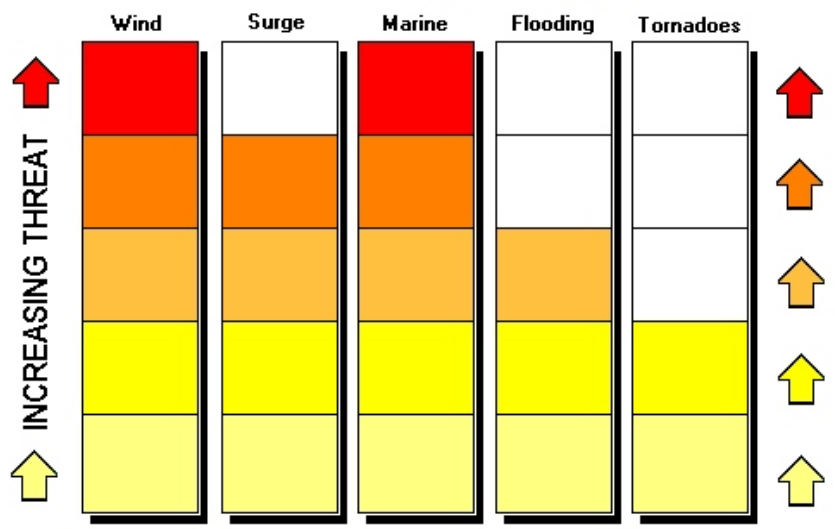 Wind
Surge
Marine
Flooding
Tornadoes
INCREASING THREAT